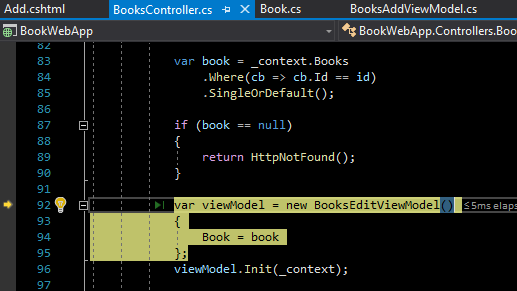 Add.cshtml BooksController.cs Book.cs BooksAddViewModel.cs
BookWebApp BookWebApp.Controllers.Boo
82
83 var book = _context.Books
84 .Where(cb => cb.Id == id)
85 .SingleOrDefault();
86
87 if (book == null)
88 {
89 return HttpNotFound();
90 }
91
92 var viewModel = new BooksEditViewModel() ≤5ms elaps
93 {
94 Book = book
95 };
96 viewModel.Init(_context);